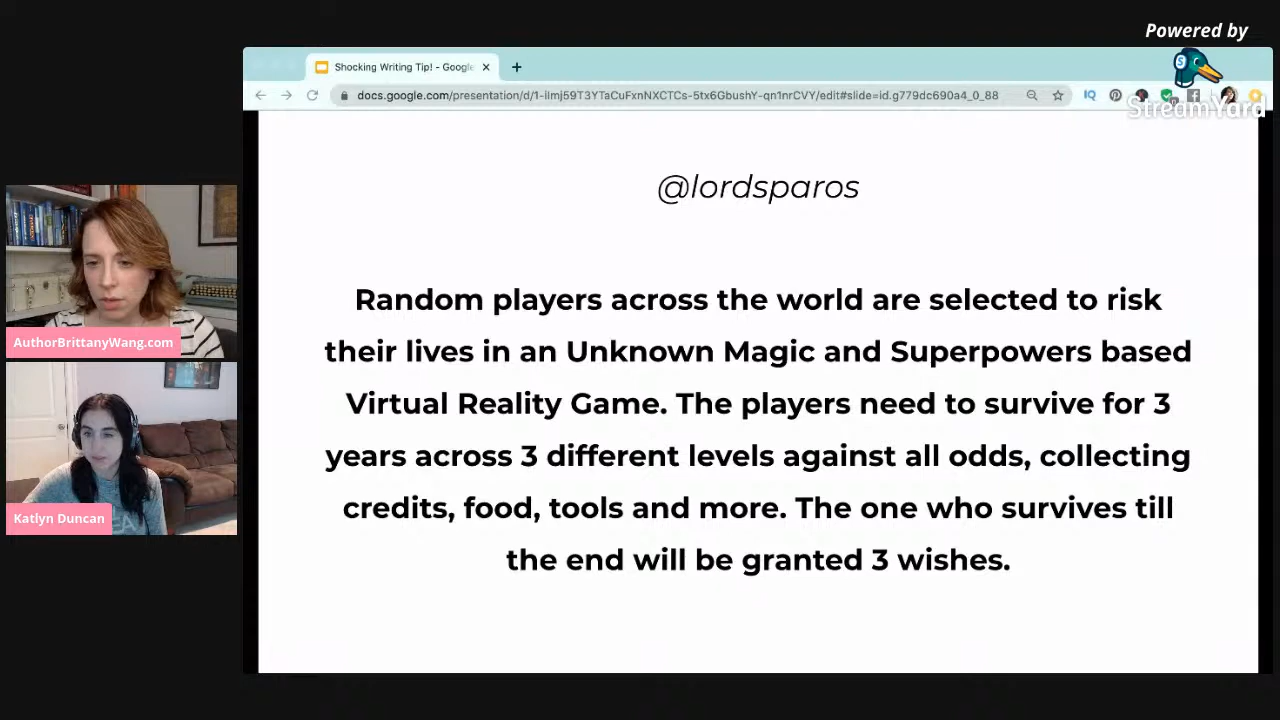 Powered by
StreamYard
Shocking Writing Tip! - Google
docs.google.com/presentation/d/1-iimj59T3YTaCuFxnNXCTCs-5tx6GbushY-qn1nrCVY/edit#slide=id.g779dc690a4_0_88
@lordsparos
Random players across the world are selected to risk
their lives in an Unknown Magic and Superpowers based
Virtual Reality Game. The players need to survive for 3
years across 3 different levels against all odds, collecting
credits, food, tools and more. The one who survives till
the end will be granted 3 wishes.
AuthorBrittanyWang.com
Katlyn Duncan